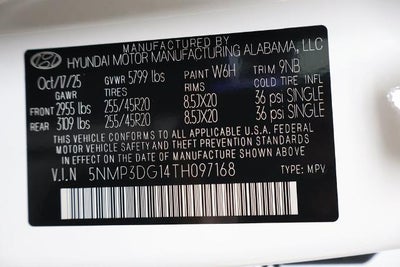 MANUFACTURED BY
HYUNDAI MOTOR MANUFACTURING ALABAMA, LLC
Oct/17/25 GVWR 5799 lbs PAINT W6H TRIM 9NB
GAWR TIRES RIMS COLD TIRE INFL
FRONT 2955 lbs 255/45R20 8.5JX20 36 psi SINGLE
REAR 3109 lbs 255/45R20 8.5JX20 36 psi SINGLE
THIS VEHICLE CONFORMS TO ALL APPLICABLE U.S.A FEDERAL
MOTOR VEHICLE SAFETY AND THEFT PREVENTION STANDARDS
IN EFFECT ON THE DATE OF MANUFACTURE SHOWN ABOVE.
V.I.N 5NMP3DG14TH097168 TYPE: MPV